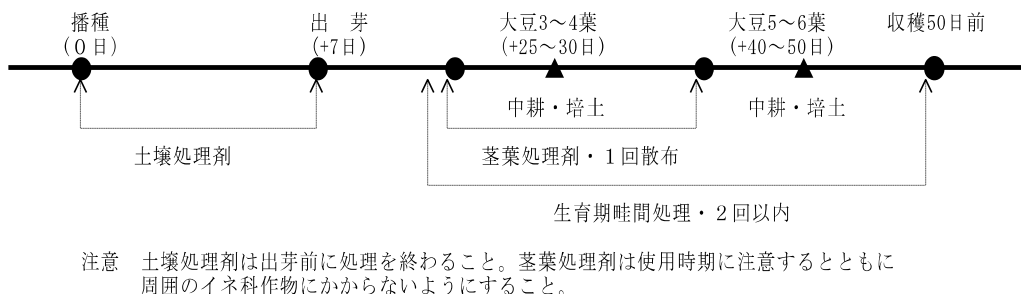 播種　出　芽　大豆3～4葉　大豆5～6葉　収穫50日前
(０日)　(+7日)　(+25～30日)　(+40～50日)
中耕・培土　中耕・培土
土壌処理剤　茎葉処理剤・１回散布
生育期畦間処理・２回以内
注意　土壌処理剤は出芽前に処理を終わること。茎葉処理剤は使用時期に注意するとともに
周囲のイネ科作物にかからないようにすること。